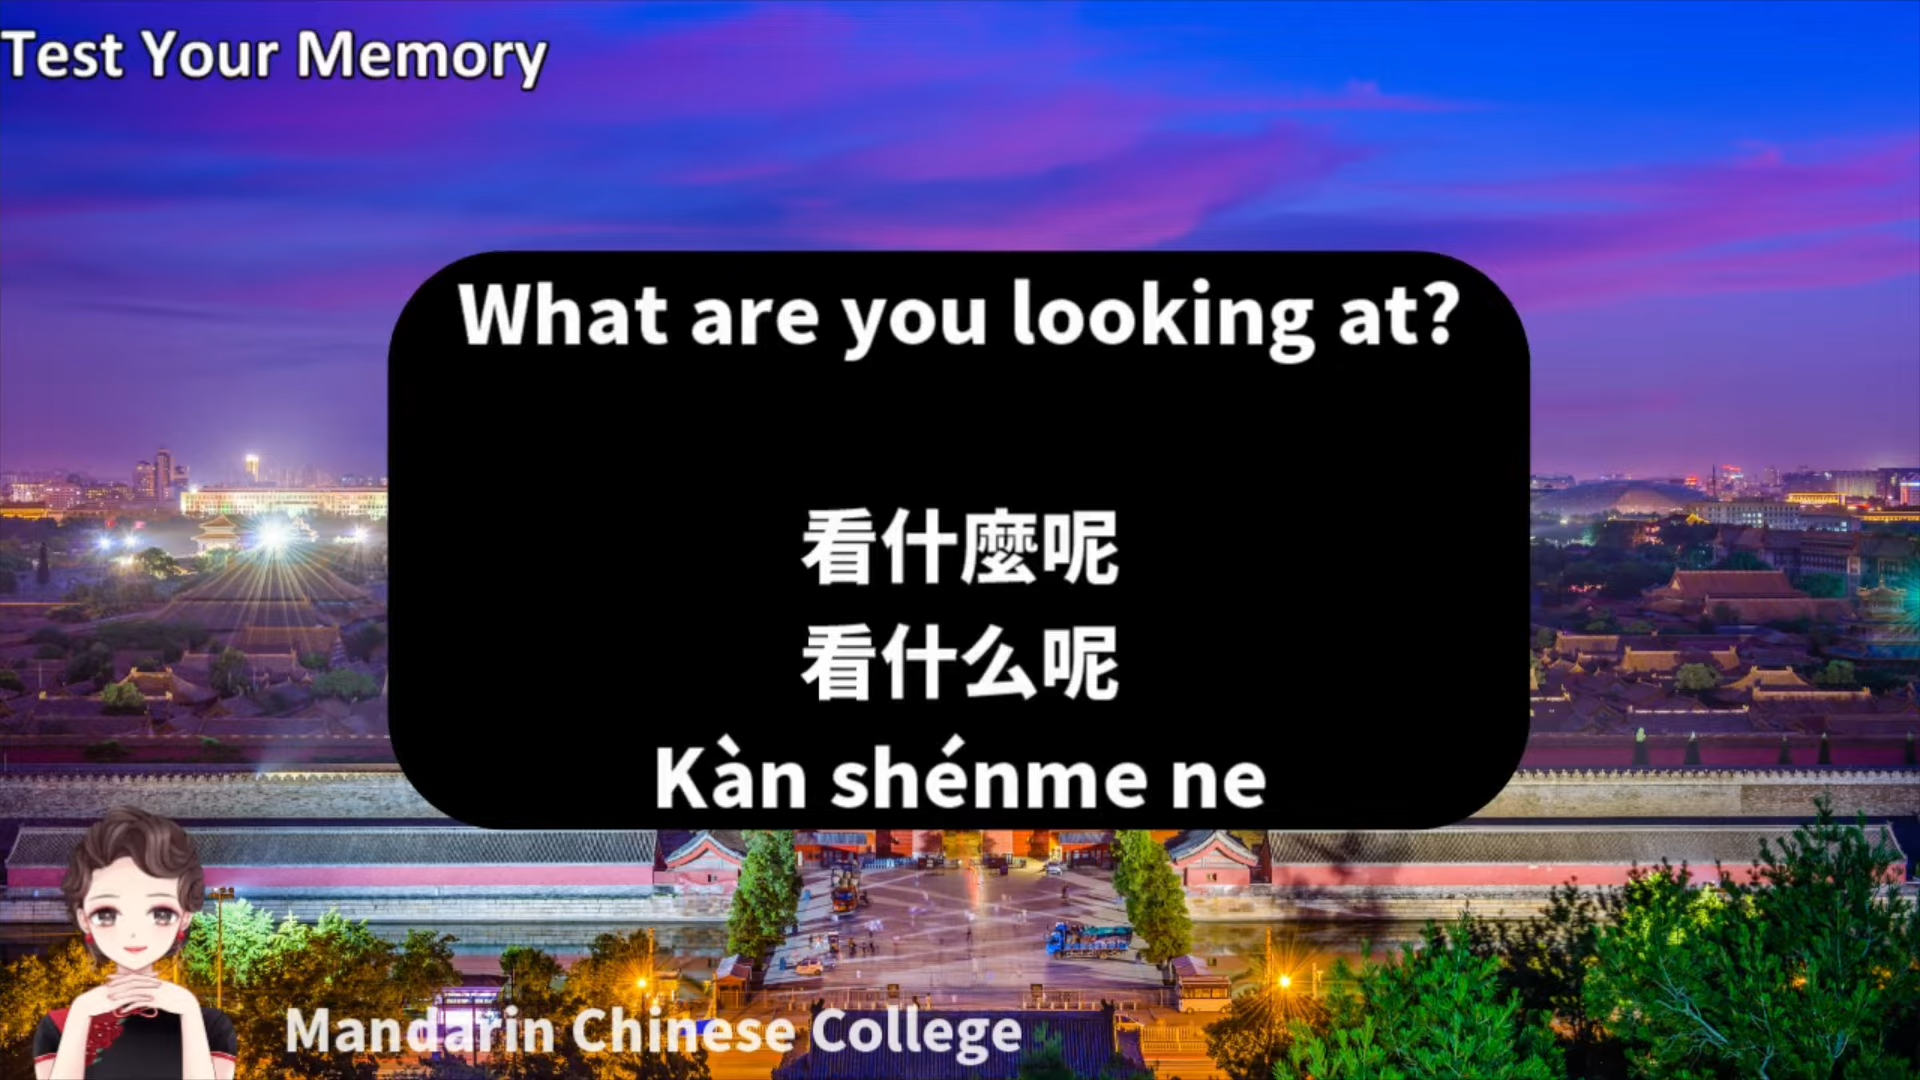 Test Your Memory
What are you looking at?
看什麼呢
看什么呢
Kàn shénme ne
Mandarin Chinese College